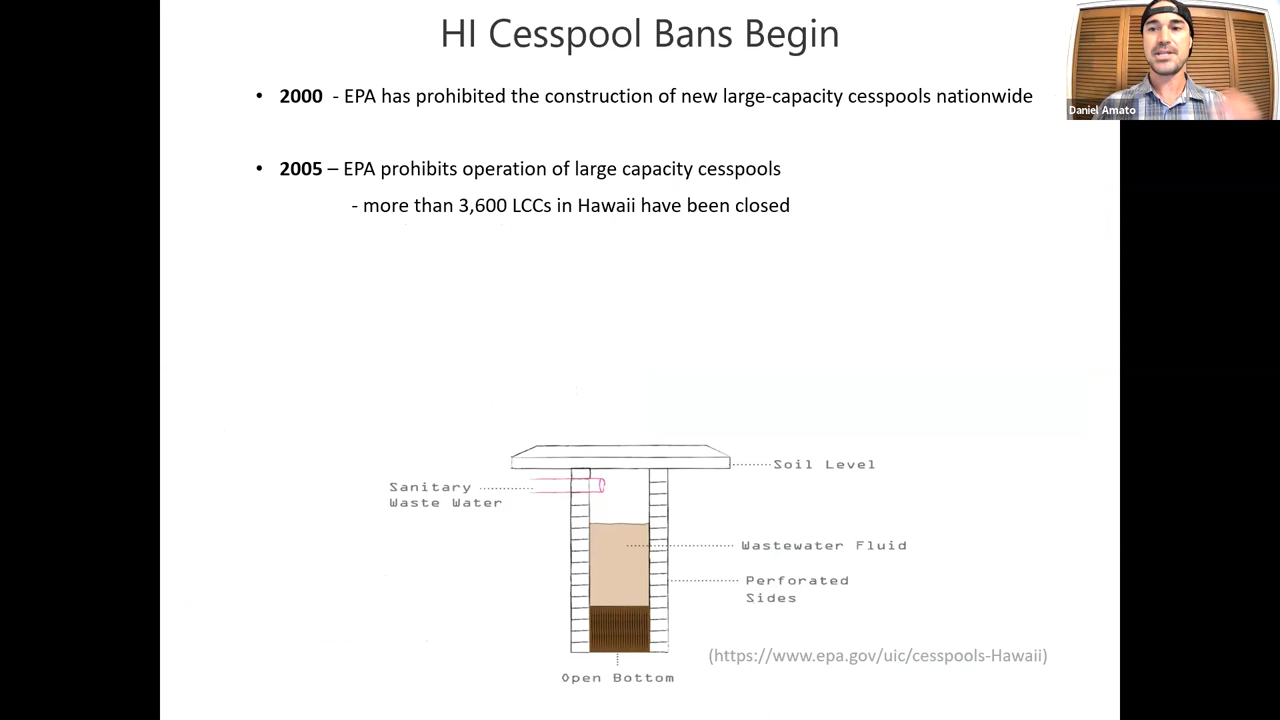 HI Cesspool Bans Begin
Daniel Amato
• 2000 - EPA has prohibited the construction of new large-capacity cesspools nationwide
• 2005 – EPA prohibits operation of large capacity cesspools
- more than 3,600 LCCs in Hawaii have been closed
Soil Level
Sanitary
Waste Water
Wastewater Fluid
Perforated
Sides
(https://www.epa.gov/uic/cesspools-Hawaii)
Open Bottom